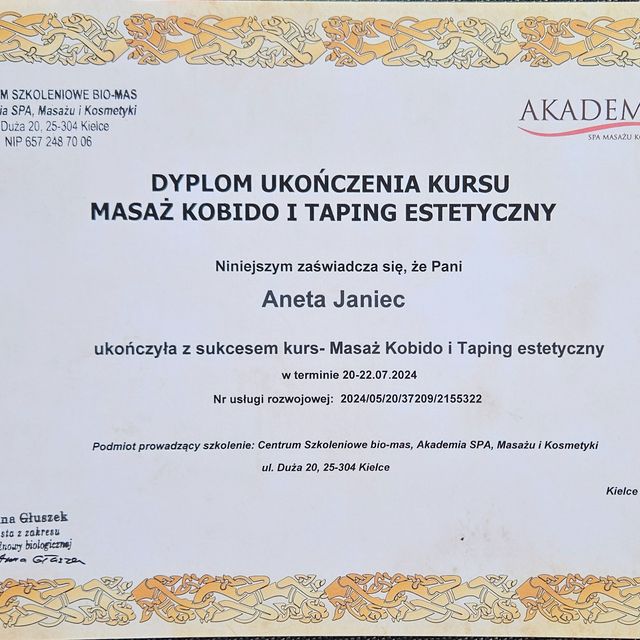 M SZKOLENIOWE BIO-MAS
ia SPA, Masażu i Kosmetyki
Duża 20, 25-304 Kielce
NIP 657 248 70 06
AKADEM
SPA MASAŻU K
DYPLOM UKOŃCZENIA KURSU
MASAŻ KOBIDO I TAPING ESTETYCZNY
Niniejszym zaświadcza się, że Pani
Aneta Janiec
ukończyła z sukcesem kurs- Masaż Kobido i Taping estetyczny
w terminie 20-22.07.2024
Nr usługi rozwojowej: 2024/05/20/37209/2155322
Podmiot prowadzący szkolenie: Centrum Szkoleniowe bio-mas, Akademia SPA, Masażu i Kosmetyki
ul. Duża 20, 25-304 Kielce
Kielce
na Głuszek
sta z zakresu
nowy biologicznej